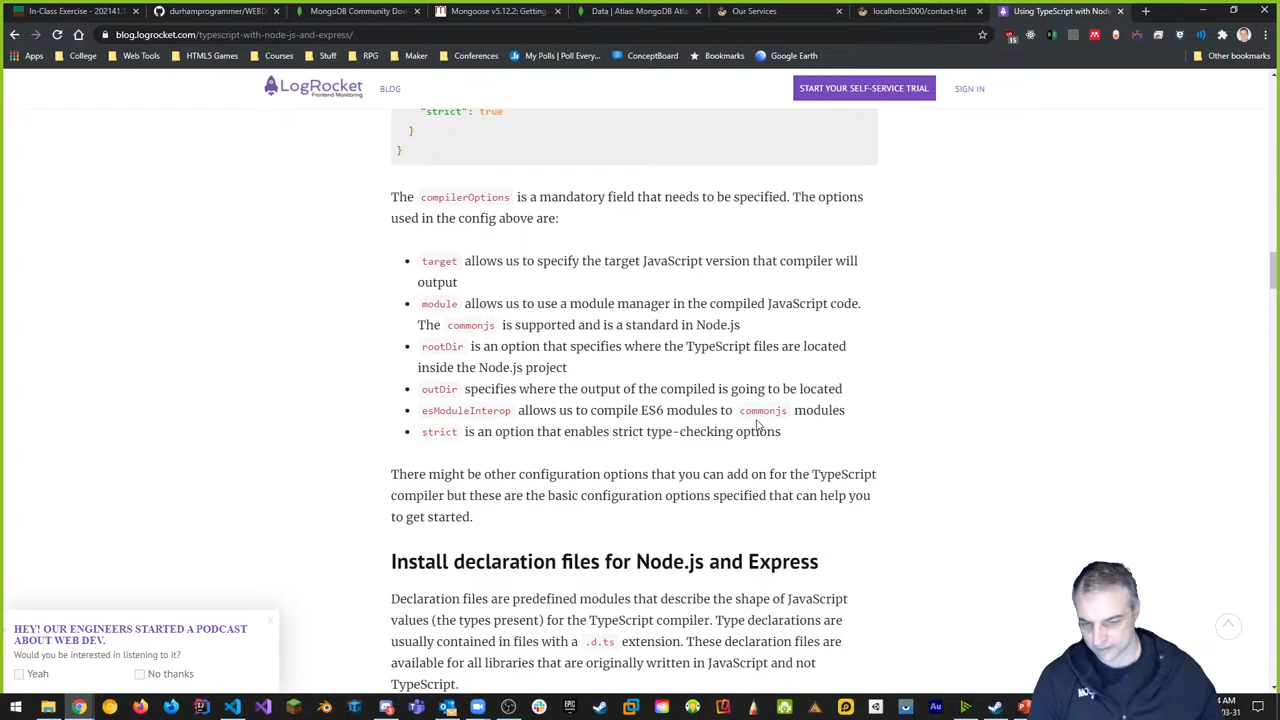 In-Class Exercise - 202141.1
durhamprogrammer/WEBD
MongoDB Community Dow
Mongoose v5.12.2: Getting
Data | Atlas: MongoDB Atlas
Our Services
localhost:3000/contact-list
Using TypeScript with Node
blog.logrocket.com/typescript-with-node-js-and-express/
Apps College Web Tools HTML5 Games Courses Stuff RPG Maker My Polls | Poll Every... ConceptBoard Bookmarks Google Earth Other bookmarks
LogRocket
Frontend Monitoring
BLOG
START YOUR SELF-SERVICE TRIAL
SIGN IN
"strict": true
}
}
The compilerOptions is a mandatory field that needs to be specified. The options
used in the config above are:
• target allows us to specify the target JavaScript version that compiler will
output
• module allows us to use a module manager in the compiled JavaScript code.
The commonjs is supported and is a standard in Node.js
• rootDir is an option that specifies where the TypeScript files are located
inside the Node.js project
• outDir specifies where the output of the compiled is going to be located
• esModuleInterop allows us to compile ES6 modules to commonjs modules
• strict is an option that enables strict type-checking options
There might be other configuration options that you can add on for the TypeScript
compiler but these are the basic configuration options specified that can help you
to get started.
Install declaration files for Node.js and Express
Declaration files are predefined modules that describe the shape of JavaScript
values (the types present) for the TypeScript compiler. Type declarations are
usually contained in files with a .d.ts extension. These declaration files are
available for all libraries that are originally written in JavaScript and not
TypeScript.
HEY! OUR ENGINEERS STARTED A PODCAST
ABOUT WEB DEV.
X
Would you be interested in listening to it?
Yeah
No thanks